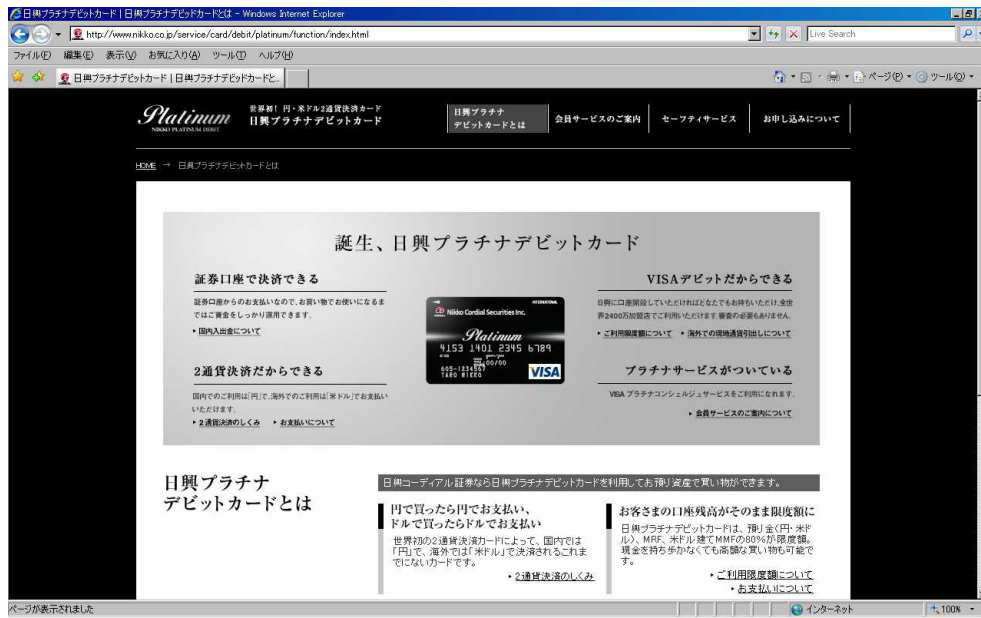 日興プラチナデビットカード | 日興プラチナデビッドカードとは - Windows Internet Explorer
http://www.nikko.co.jp/service/card/debit/platinum/function/index.html
Live Search
ファイル(F) 編集(E) 表示(V) お気に入り(A) ツール(T) ヘルプ(H)
日興プラチナデビットカード | 日興プラチナデビッドカードと...
ページ(P) ツール(O)
Platinum
NIKKO PLATINUM DEBIT
世界初! 円・米ドル2通貨決済カード
日興プラチナデビットカード
日興プラチナ
デビットカードとは
会員サービスのご案内
セーフティサービス
お申し込みについて
HOME → 日興プラチナデビットカードとは
誕生、日興プラチナデビットカード
証券口座で決済できる
証券口座からのお支払いなので、お買い物でお使いになるま
ではご資金をしっかり運用できます。
・国内入出金について
2通貨決済だからできる
国内でのご利用は「円」で、海外でのご利用は「米ドル」でお支払い
いただけます。
・2通貨決済のしくみ ・お支払いについて
INTERNATIONAL
Nikko Cordial Securities Inc.
Platinum
4153 1401 2345 6789
00/00
605-1234567
TARO NIKKO
VISA
VISAデビットだからできる
日興に口座開設していただければどなたでもお持ちいただけ、全世
界2400万加盟店でご利用いただけます。審査の必要もありません。
・ご利用限度額について ・海外での現地通貨引出しについて
プラチナサービスがついている
VISA プラチナコンシェルジュサービスをご利用になれます。
・会員サービスのご案内について
日興プラチナ
デビットカードとは
日興コーディアル証券なら日興プラチナデビットカードを利用してお預り資産で買い物ができます。
円で買ったら円でお支払い、
ドルで買ったらドルでお支払い
世界初の2通貨決済カードによって、国内では
「円」で、海外では「米ドル」で決済されるこれま
でにないカードです。
・2通貨決済のしくみ
お客さまの口座残高がそのまま限度額に
日興プラチナデビットカードは、預り金(円・米ド
ル)、MRF、米ドル建てMMFの80%が限度額。
現金を持ち歩かなくても高額な買い物も可能で
す。
・ご利用限度額について
・お支払いについて
ページが表示されました
インターネット
100%